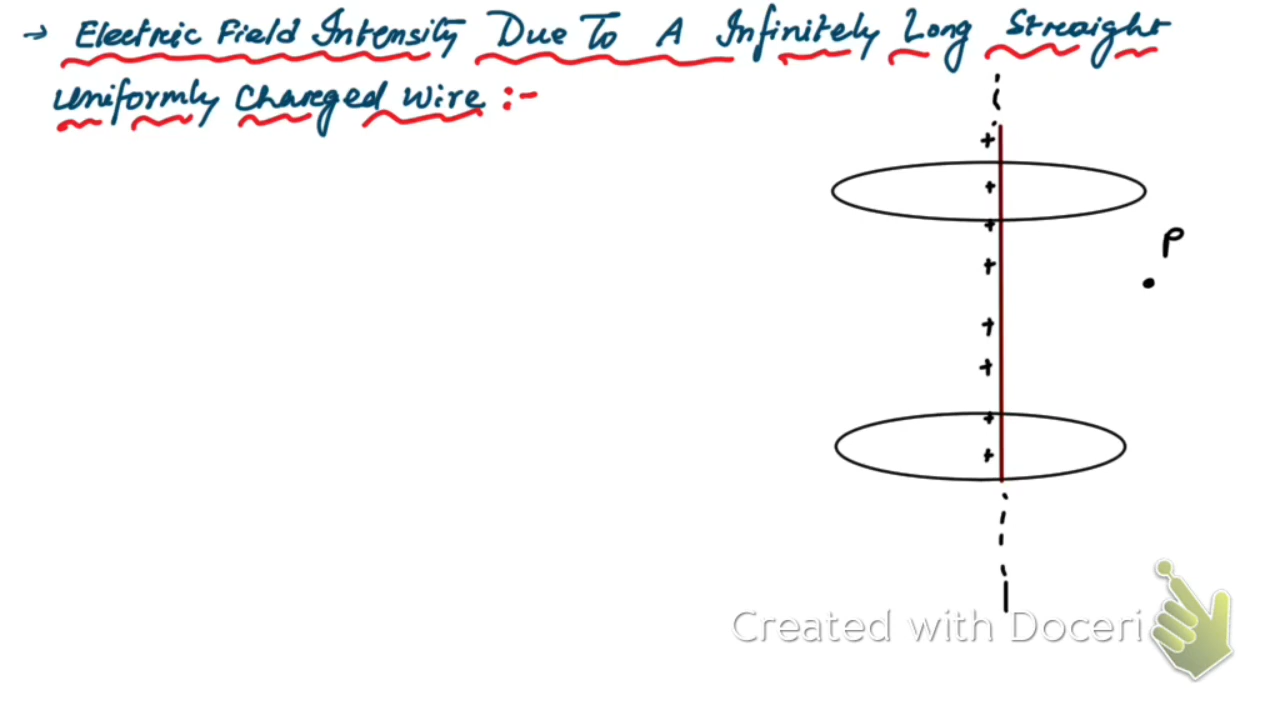 → Electric Field Intensity Due To A Infinitely Long Straight
Uniformly Charged Wire :-
+
+
+
+
P
+
+
+
+
Created with Doceri